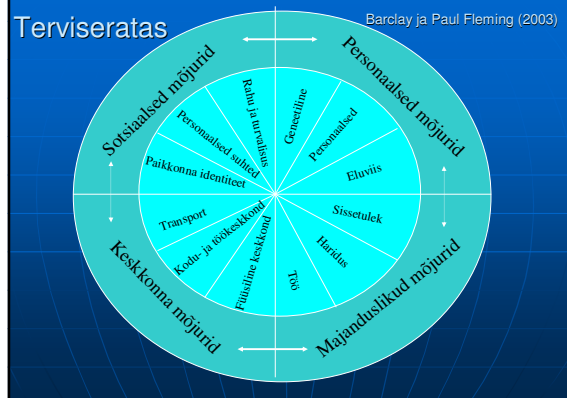 Terviseratas
Barclay ja Paul Fleming (2003)
Sotsiaalsed mõjurid
Personaalsed mõjurid
Rahu ja turvalisus
Geneetiline
Personaalsed suhted
Personaalsed
Paikkonna identiteet
Eluviis
Transport
Sissetulek
Kodu- ja töökeskkond
Haridus
Füüsiline keskkond
Töö
Keskkonna mõjurid
Majanduslikud mõjurid